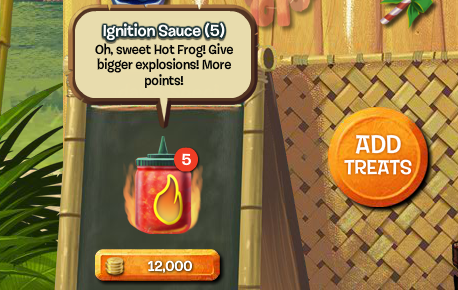 Ignition Sauce (5)
Oh, sweet Hot Frog! Give
bigger explosions! More
points!
5
ADD
TREATS
12,000